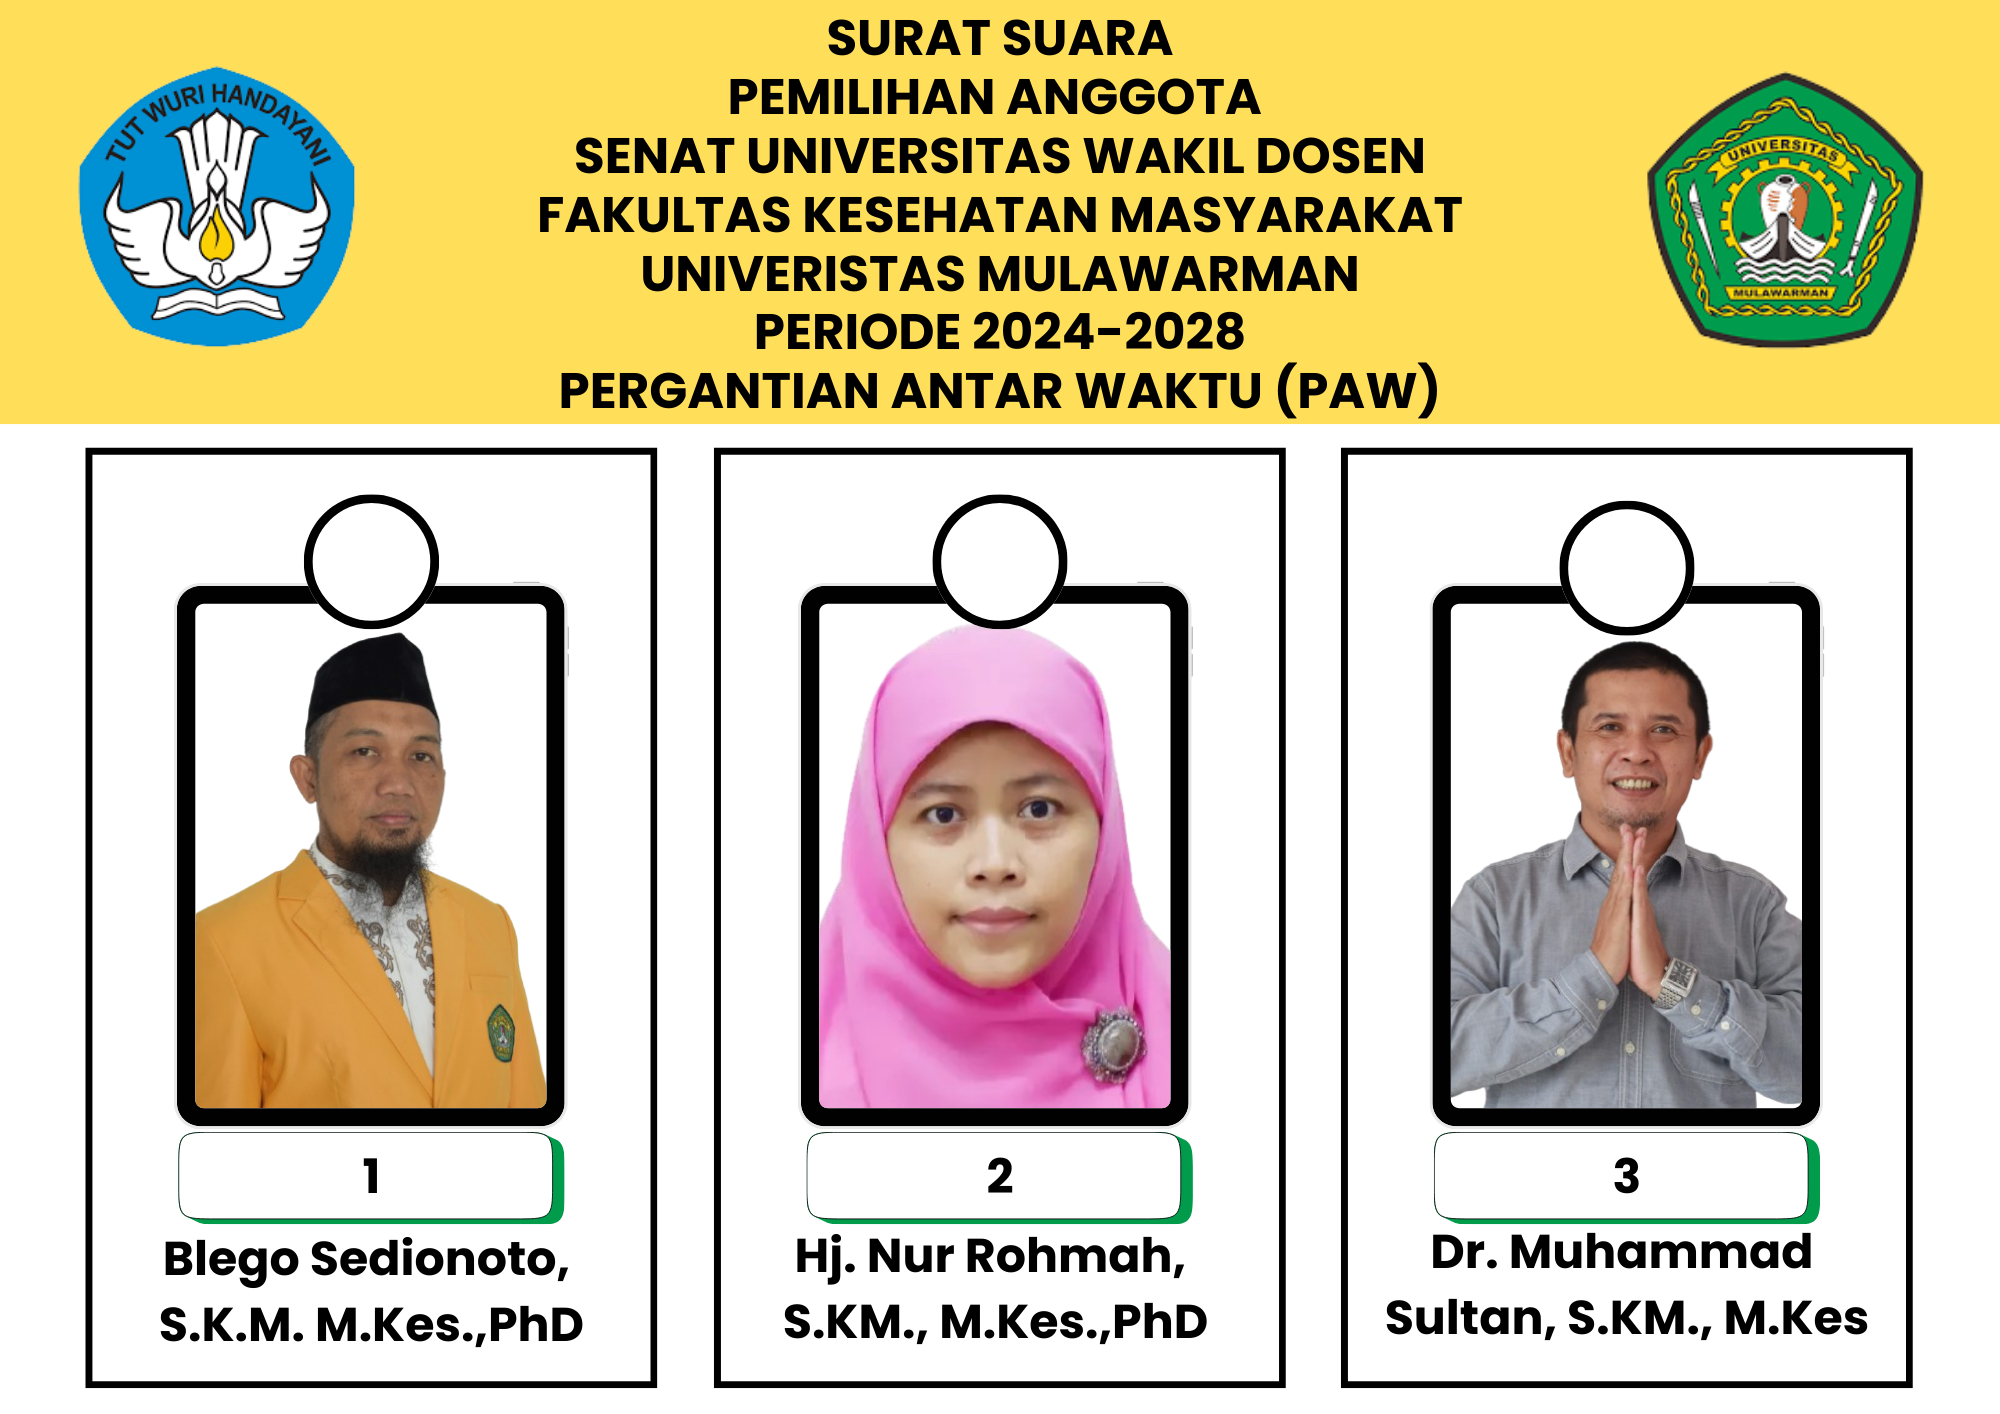 SURAT SUARA
PEMILIHAN ANGGOTA
SENAT UNIVERSITAS WAKIL DOSEN
FAKULTAS KESEHATAN MASYARAKAT
UNIVERISTAS MULAWARMAN
PERIODE 2024-2028
PERGANTIAN ANTAR WAKTU (PAW)
TUT WURI HANDAYANI
UNIVERSITAS
MULAWARMAN
1
Blego Sedionoto,
S.K.M. M.Kes.,PhD
2
Hj. Nur Rohmah,
S.KM., M.Kes.,PhD
3
Dr. Muhammad
Sultan, S.KM., M.Kes